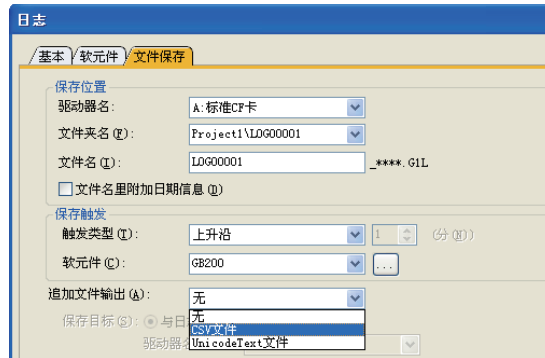 日志
基本 软元件 文件保存
保存位置
驱动器名: A:标准CF卡
文件夹名(F): Project1\LOG00001
文件名(I): LOG00001 _****.G1L
文件名里附加日期信息(D)
保存触发
触发类型(T): 上升沿 1 (分(N))
软元件(C): GB200 ...
追加文件输出(A): 无
无
保存目标(S): 与日
CSV文件
驱动器名
UnicodeText文件